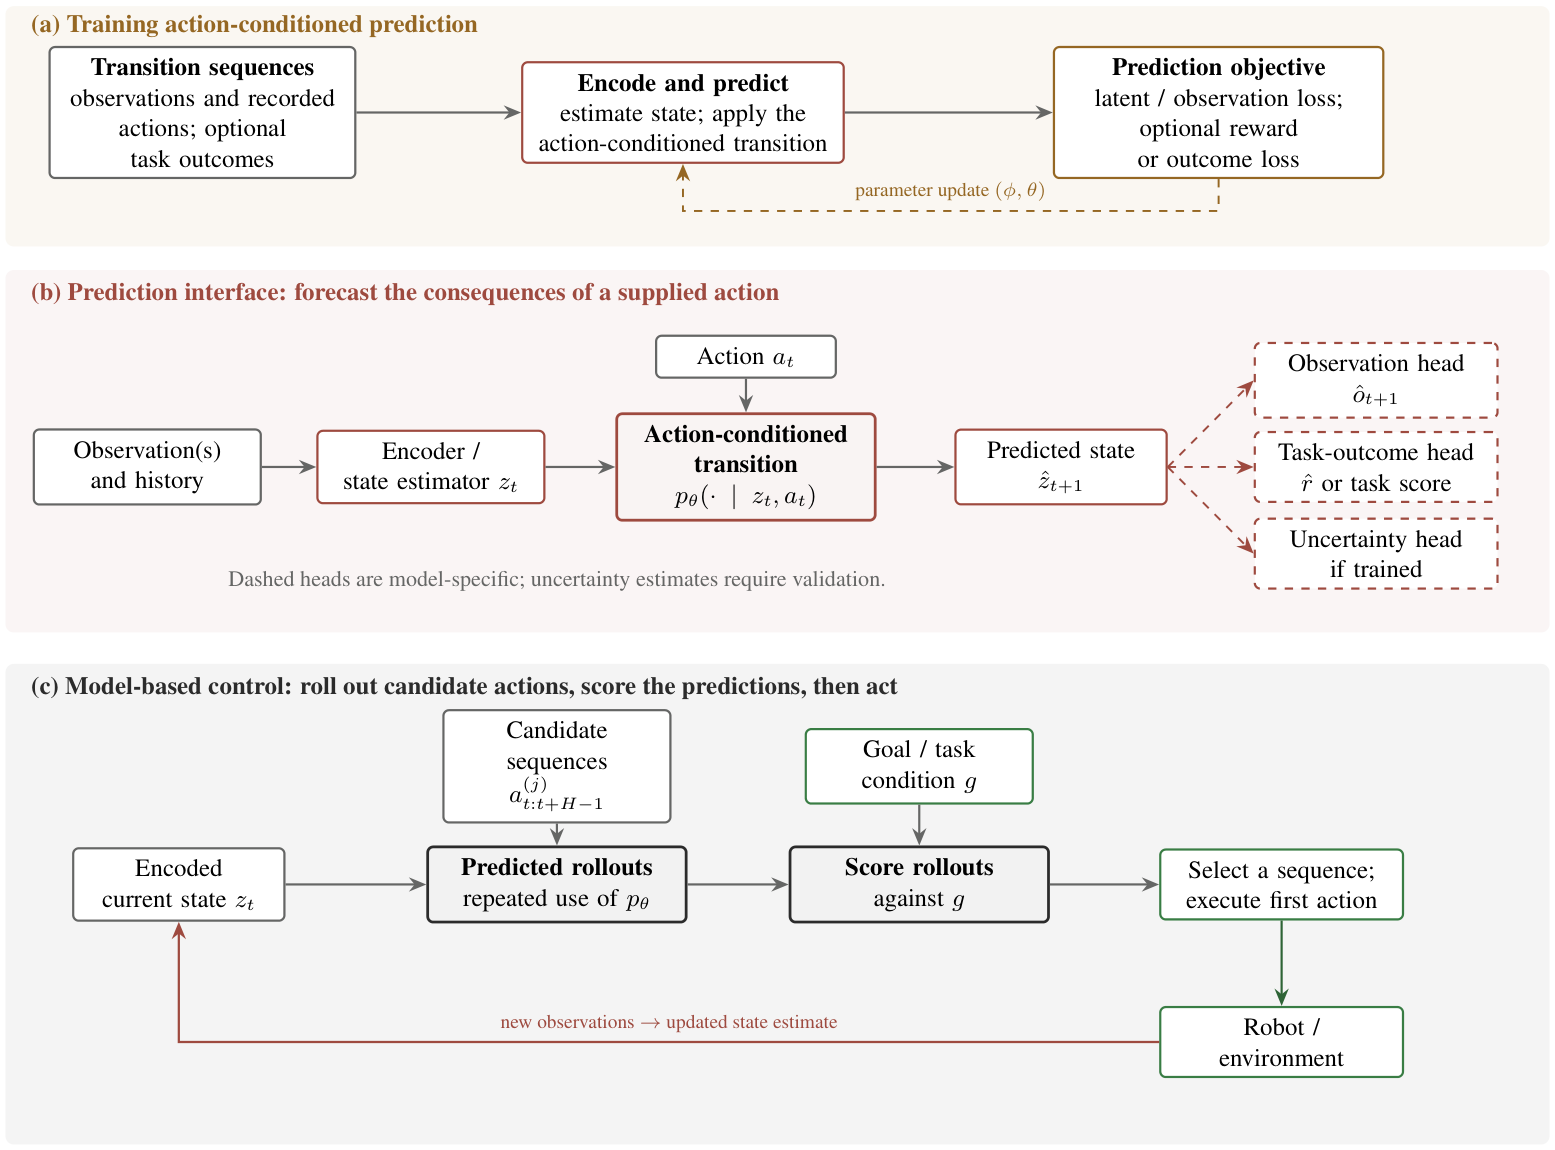 (a) Training action-conditioned prediction
Transition sequences
observations and recorded
actions; optional
task outcomes
Encode and predict
estimate state; apply the
action-conditioned transition
Prediction objective
latent / observation loss;
optional reward
or outcome loss
parameter update (ϕ, θ)
(b) Prediction interface: forecast the consequences of a supplied action
Action a_t
Observation(s)
and history
Encoder /
state estimator z_t
Action-conditioned
transition
p_θ(· | z_t, a_t)
Predicted state
ẑ_{t+1}
Observation head
ô_{t+1}
Task-outcome head
r̂ or task score
Uncertainty head
if trained
Dashed heads are model-specific; uncertainty estimates require validation.
(c) Model-based control: roll out candidate actions, score the predictions, then act
Candidate
sequences
a^{(j)}_{t:t+H−1}
Goal / task
condition g
Encoded
current state z_t
Predicted rollouts
repeated use of p_θ
Score rollouts
against g
Select a sequence;
execute first action
new observations → updated state estimate
Robot /
environment